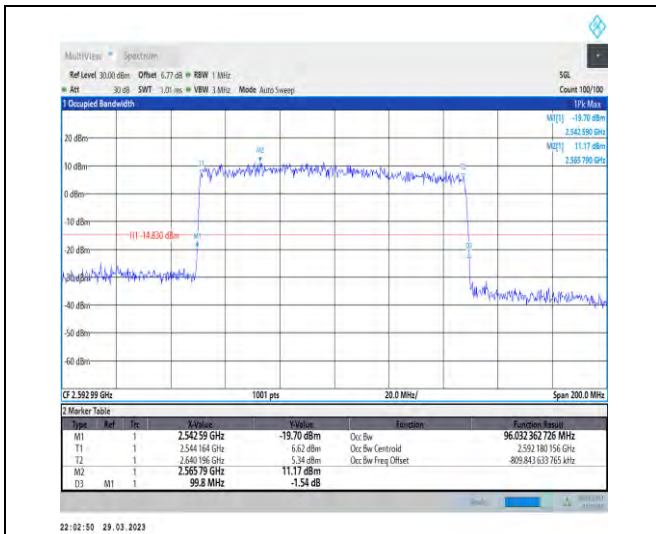 MultiView Spectrum
Ref Level 30.00 dBm Offset 6.77 dB RBW 1 MHz SGL
Att 30 dB SWT 1.01 ms VBW 3 MHz Mode Auto Sweep Count 100/100
1 Occupied Bandwidth 1Pk Max
M1[1] -19.70 dBm
2.542 590 GHz
M2[1] 11.17 dBm
2.565 790 GHz
20 dBm
M2
10 dBm
T1
0 dBm
-10 dBm
H1 -14.830 dBm M1
-20 dBm
D3
-30 dBm
-40 dBm
-50 dBm
-60 dBm
CF 2.592 99 GHz 1001 pts 20.0 MHz/ Span 200.0 MHz
2 Marker Table
Type Ref Trc X-Value Y-Value Function Function Result
M1 1 2.542 59 GHz -19.70 dBm Occ Bw 96.032 362 726 MHz
T1 1 2.544 164 GHz 6.62 dBm Occ Bw Centroid 2.592 180 156 GHz
T2 1 2.640 196 GHz 5.34 dBm Occ Bw Freq Offset -809.843 633 765 kHz
M2 1 2.565 79 GHz 11.17 dBm
D3 M1 1 99.8 MHz -1.54 dB
22:02:50 29.03.2023